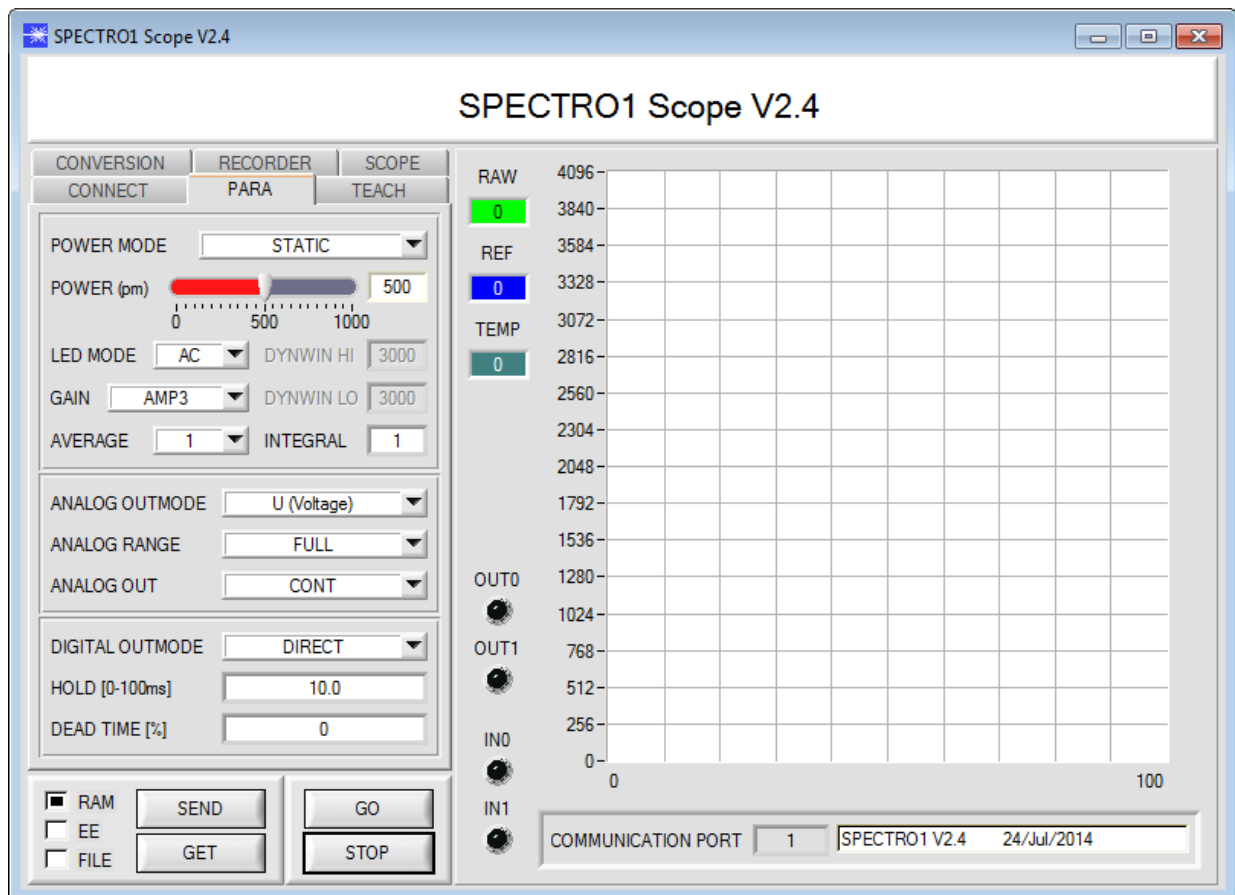 SPECTRO1 Scope V2.4
SPECTRO1 Scope V2.4
CONVERSION RECORDER SCOPE
CONNECT PARA TEACH
POWER MODE STATIC
POWER (pm) 500
0 500 1000
LED MODE AC DYNWIN HI 3000
GAIN AMP3 DYNWIN LO 3000
AVERAGE 1 INTEGRAL 1
ANALOG OUTMODE U (Voltage)
ANALOG RANGE FULL
ANALOG OUT CONT
DIGITAL OUTMODE DIRECT
HOLD [0-100ms] 10.0
DEAD TIME [%] 0
RAM
EE
FILE
SEND
GET
GO
STOP
RAW
0
REF
0
TEMP
0
OUT0
OUT1
IN0
IN1
4096
3840
3584
3328
3072
2816
2560
2304
2048
1792
1536
1280
1024
768
512
256
0
0 100
COMMUNICATION PORT 1 SPECTRO1 V2.4 24/Jul/2014